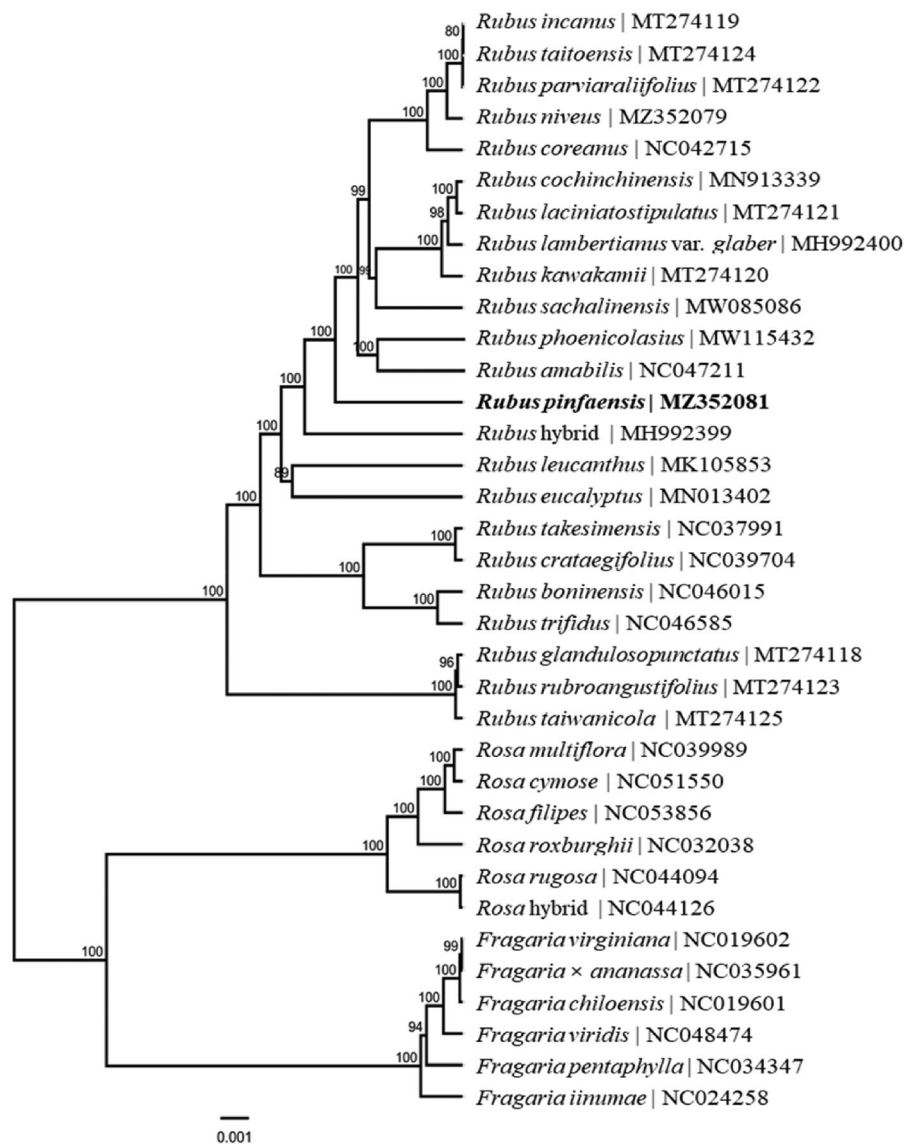 80
Rubus incanus | MT274119
100
Rubus taitoensis | MT274124
100
Rubus parviaraliifolius | MT274122
100
Rubus niveus | MZ352079
Rubus coreanus | NC042715
99
100
Rubus cochinchinensis | MN913339
98
Rubus laciniatostipulatus | MT274121
100
Rubus lambertianus var. glaber | MH992400
100
99
Rubus kawakamii | MT274120
Rubus sachalinensis | MW085086
100
100
Rubus phoenicolasius | MW115432
100
Rubus amabilis | NC047211
Rubus pinfaensis | MZ352081
100
Rubus hybrid | MH992399
89
Rubus leucanthus | MK105853
100
Rubus eucalyptus | MN013402
100
Rubus takesimensis | NC037991
100
Rubus crataegifolius | NC039704
100
100
Rubus boninensis | NC046015
Rubus trifidus | NC046585
96
Rubus glandulosopunctatus | MT274118
100
Rubus rubroangustifolius | MT274123
Rubus taiwanicola | MT274125
100
Rosa multiflora | NC039989
100
Rosa cymose | NC051550
100
Rosa filipes | NC053856
100
Rosa roxburghii | NC032038
100
Rosa rugosa | NC044094
Rosa hybrid | NC044126
100
99
Fragaria virginiana | NC019602
100
Fragaria × ananassa | NC035961
100
Fragaria chiloensis | NC019601
94
Fragaria viridis | NC048474
100
Fragaria pentaphylla | NC034347
Fragaria iinumae | NC024258
0.001